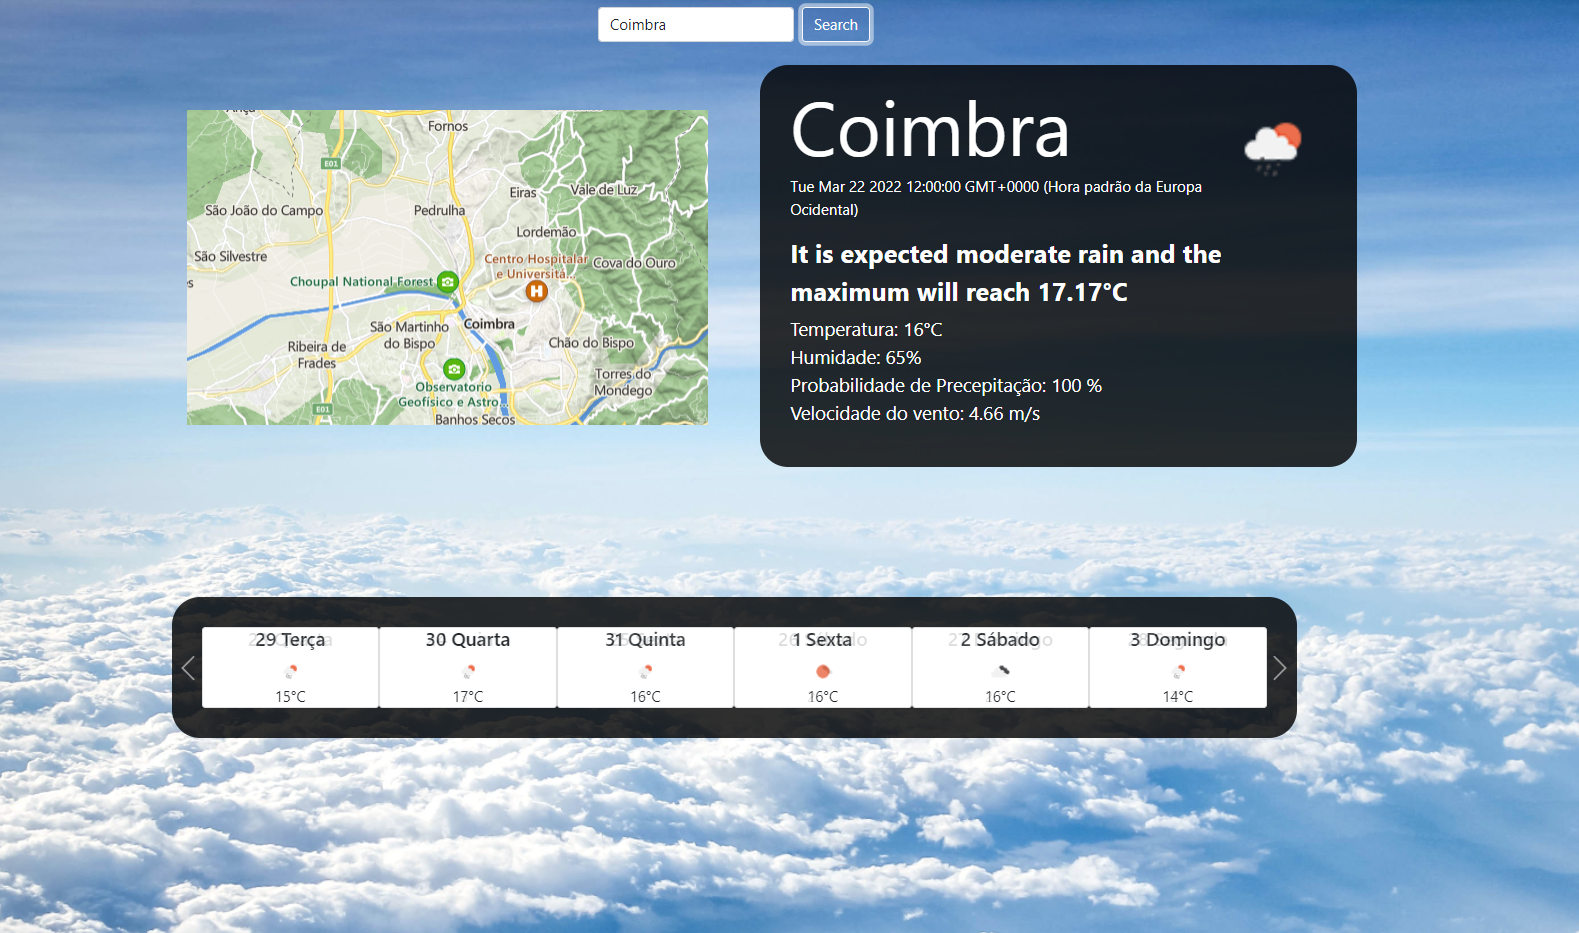 Coimbra
Search
Fornos
E01
Eiras
Vale de Luz
São João do Campo
Pedrulha
Lordemão
São Silvestre
Centro Hospitalar
e Universita...
Cova do Ouro
Choupal National Forest
H
São Martinho
do Bispo
Coimbra
Ribeira de
Frades
Chão do Bispo
Torres do
Mondego
Observatorio
Geofísico e Astro...
E01
Banhos Secos
Coimbra
Tue Mar 22 2022 12:00:00 GMT+0000 (Hora padrão da Europa
Ocidental)
It is expected moderate rain and the
maximum will reach 17.17°C
Temperatura: 16°C
Humidade: 65%
Probabilidade de Precepitação: 100 %
Velocidade do vento: 4.66 m/s
29 Terça
15°C
30 Quarta
17°C
31 Quinta
16°C
1 Sexta
16°C
2 Sábado
16°C
3 Domingo
14°C